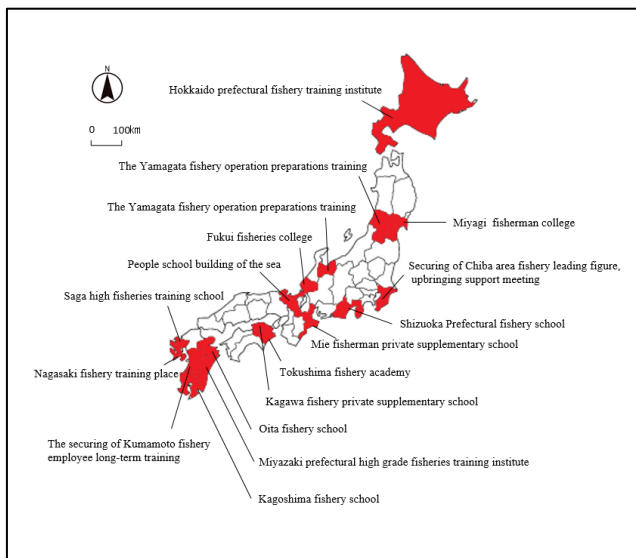 N
0 100km
Hokkaido prefectural fishery training institute
The Yamagata fishery operation preparations training
The Yamagata fishery operation preparations training
Miyagi fisherman college
Fukui fisheries college
People school building of the sea
Securing of Chiba area fishery leading figure,
upbringing support meeting
Saga high fisheries training school
Shizuoka Prefectural fishery school
Mie fisherman private supplementary school
Nagasaki fishery training place
Tokushima fishery academy
Kagawa fishery private supplementary school
Oita fishery school
The securing of Kumamoto fishery
employee long-term training
Miyazaki prefectural high grade fisheries training institute
Kagoshima fishery school